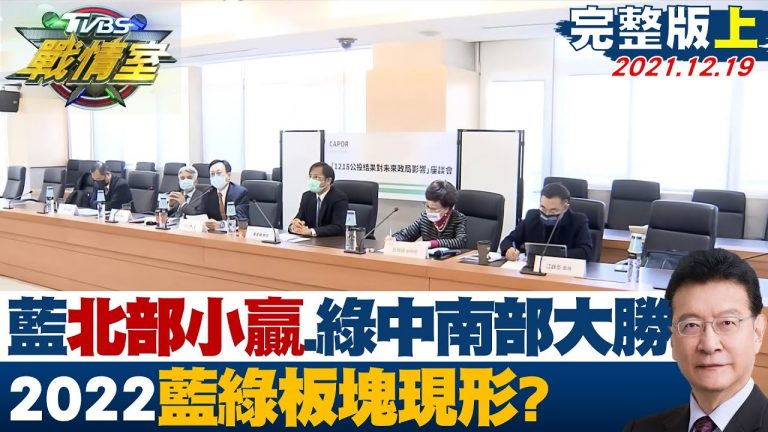 TVBS
戰情室
完整版上
2021.12.19
CAPOR
「1218公投結果對未來政局影響」座談會
藍北部小贏.綠中南部大勝
2022藍綠板塊現形?